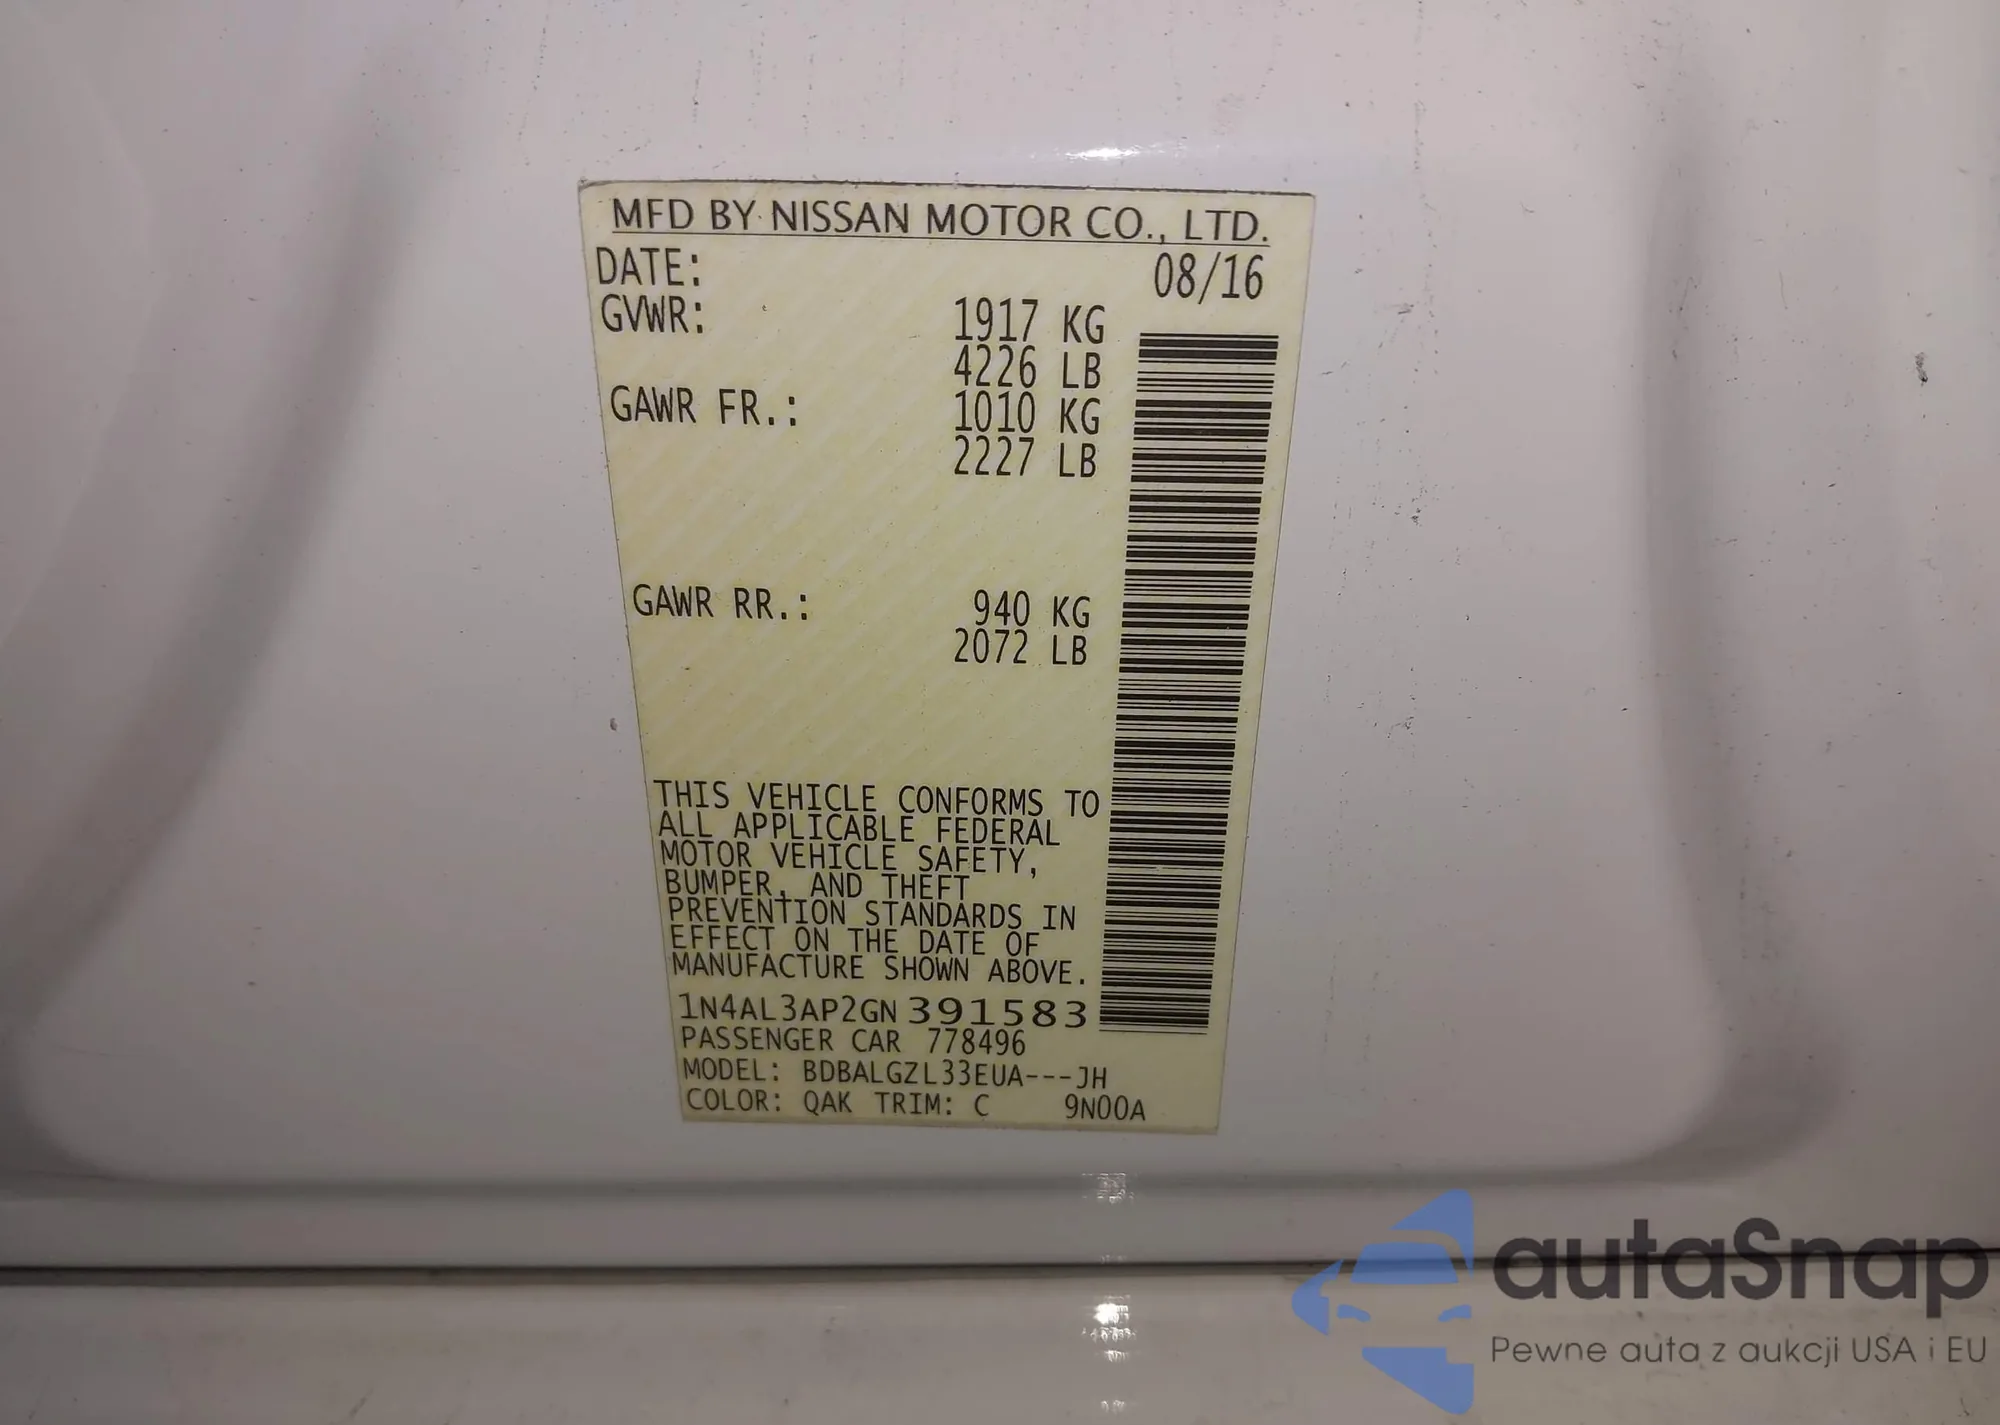 MFD BY NISSAN MOTOR CO., LTD.
DATE: 08/16
GVWR: 1917 KG
4226 LB
GAWR FR.: 1010 KG
2227 LB
GAWR RR.: 940 KG
2072 LB
THIS VEHICLE CONFORMS TO
ALL APPLICABLE FEDERAL
MOTOR VEHICLE SAFETY,
BUMPER, AND THEFT
PREVENTION STANDARDS IN
EFFECT ON THE DATE OF
MANUFACTURE SHOWN ABOVE.
1N4AL3AP2GN391583
PASSENGER CAR 778496
MODEL: BDBALGZL33EUA---JH
COLOR: QAK TRIM: C 9N00A
autaSnap
Pewne auta z aukcji USA i EU